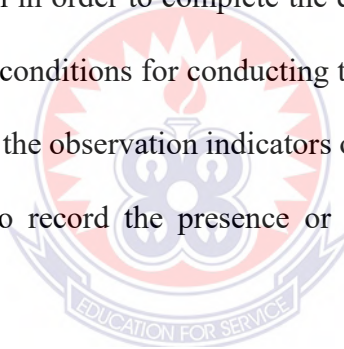 in order to complete the
conditions for conducting t
the observation indicators o
o record the presence or
EDUCATION FOR SERVICE